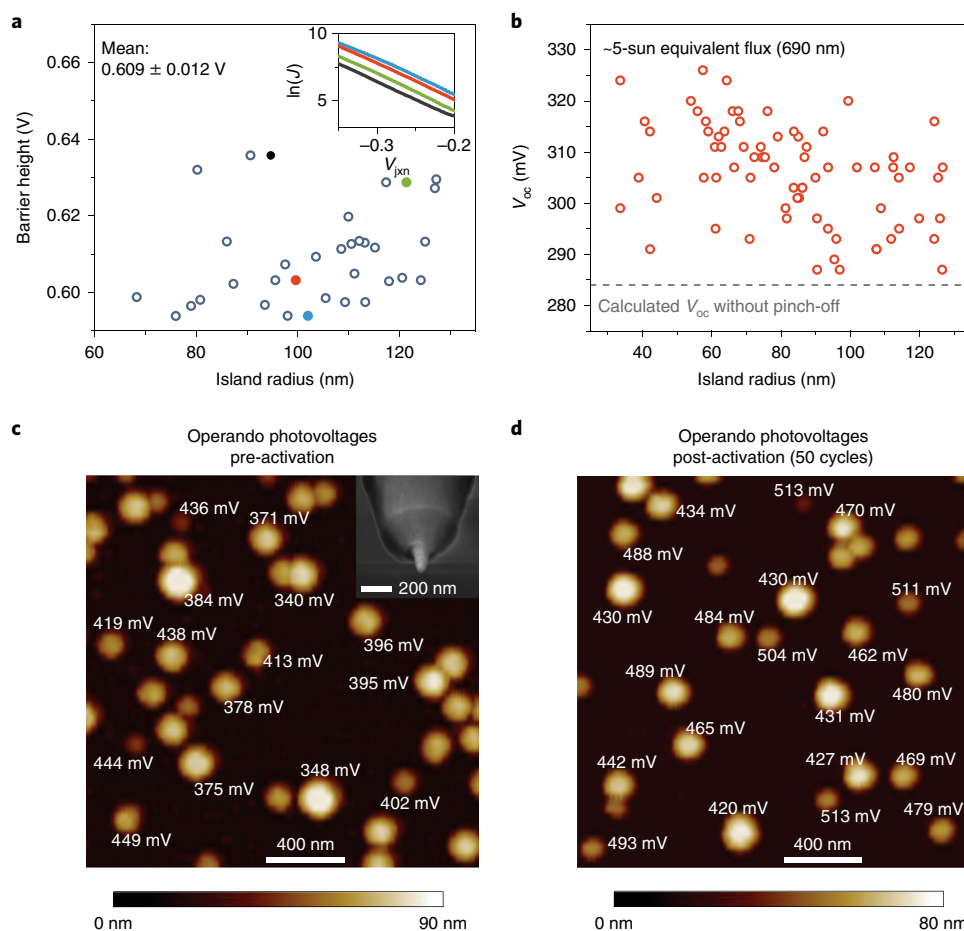 a
Mean:
0.609 ± 0.012 V
0.66
0.64
0.62
0.60
Barrier height (V)
60
80
100
120
Island radius (nm)
10
5
ln(J)
−0.3
−0.2
Vjxn
b
~5-sun equivalent flux (690 nm)
330
320
310
300
290
280
Voc (mV)
Calculated Voc without pinch-off
40
60
80
100
120
Island radius (nm)
c
Operando photovoltages
pre-activation
436 mV
371 mV
200 nm
384 mV
340 mV
419 mV
438 mV
396 mV
413 mV
395 mV
378 mV
444 mV
375 mV
348 mV
402 mV
449 mV
400 nm
0 nm
90 nm
d
Operando photovoltages
post-activation (50 cycles)
513 mV
434 mV
470 mV
488 mV
430 mV
430 mV
511 mV
484 mV
504 mV
462 mV
489 mV
480 mV
431 mV
465 mV
442 mV
427 mV
469 mV
420 mV
513 mV
479 mV
493 mV
400 nm
0 nm
80 nm